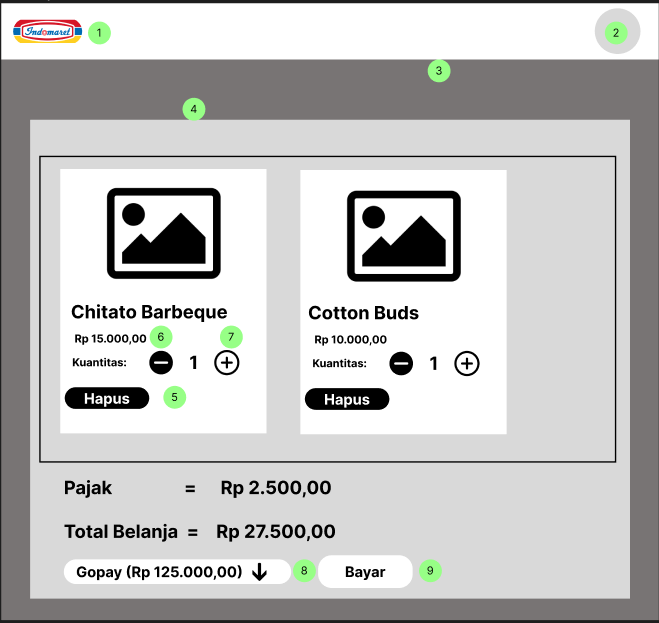 Indomaret 1 2
3
4
Chitato Barbeque Cotton Buds
Rp 15.000,00 6 7 Rp 10.000,00
Kuantitas: 1 Kuantitas: 1
Hapus 5 Hapus
Pajak = Rp 2.500,00
Total Belanja = Rp 27.500,00
Gopay (Rp 125.000,00) 8 Bayar 9